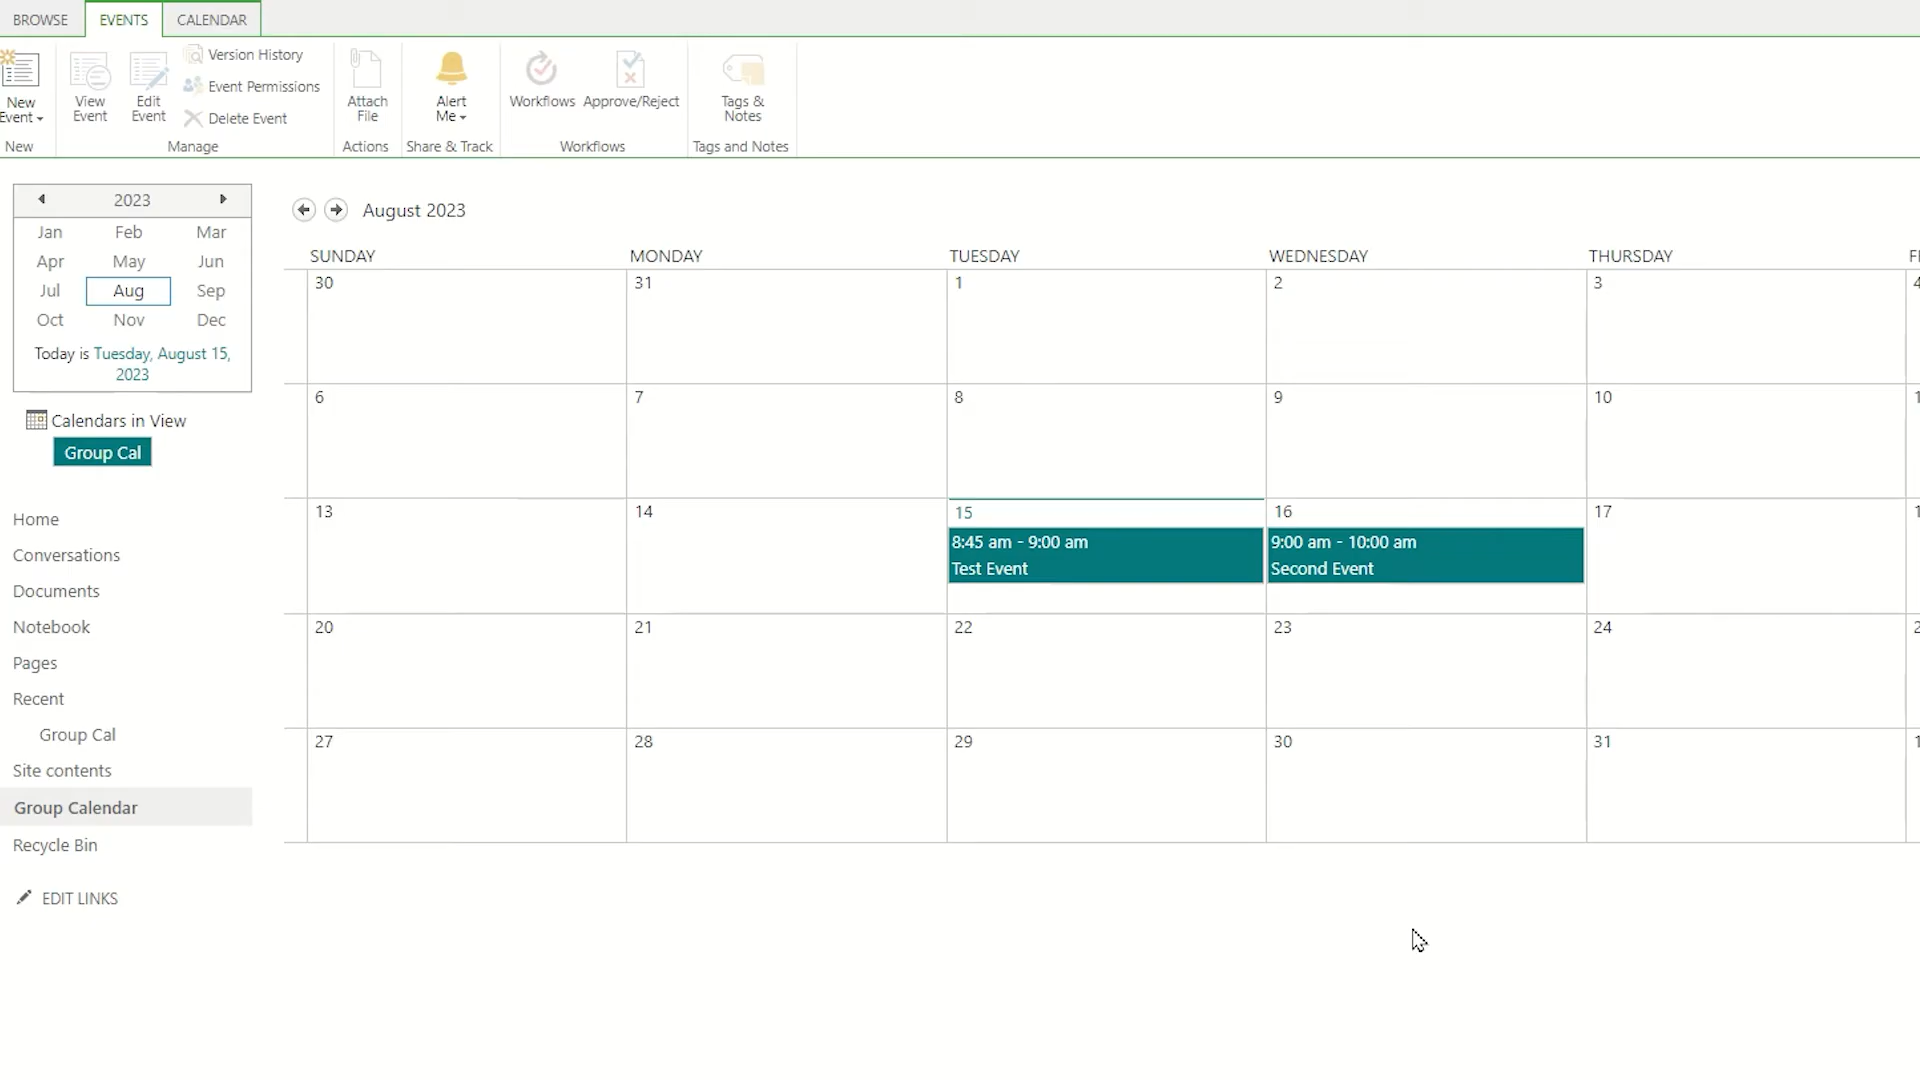 BROWSE EVENTS CALENDAR
New
Event
New
View
Event
Edit
Event
Version History
Event Permissions
Delete Event
Manage
Attach
File
Actions
Alert
Me
Share & Track
Workflows
Approve/Reject
Workflows
Tags &
Notes
Tags and Notes
2023
Jan Feb Mar
Apr May Jun
Jul Aug Sep
Oct Nov Dec
Today is Tuesday, August 15,
2023
Calendars in View
Group Cal
Home
Conversations
Documents
Notebook
Pages
Recent
Group Cal
Site contents
Group Calendar
Recycle Bin
EDIT LINKS
August 2023
SUNDAY MONDAY TUESDAY WEDNESDAY THURSDAY
30 31 1 2 3
6 7 8 9 10
13 14 15 16 17
8:45 am - 9:00 am
Test Event
9:00 am - 10:00 am
Second Event
20 21 22 23 24
27 28 29 30 31